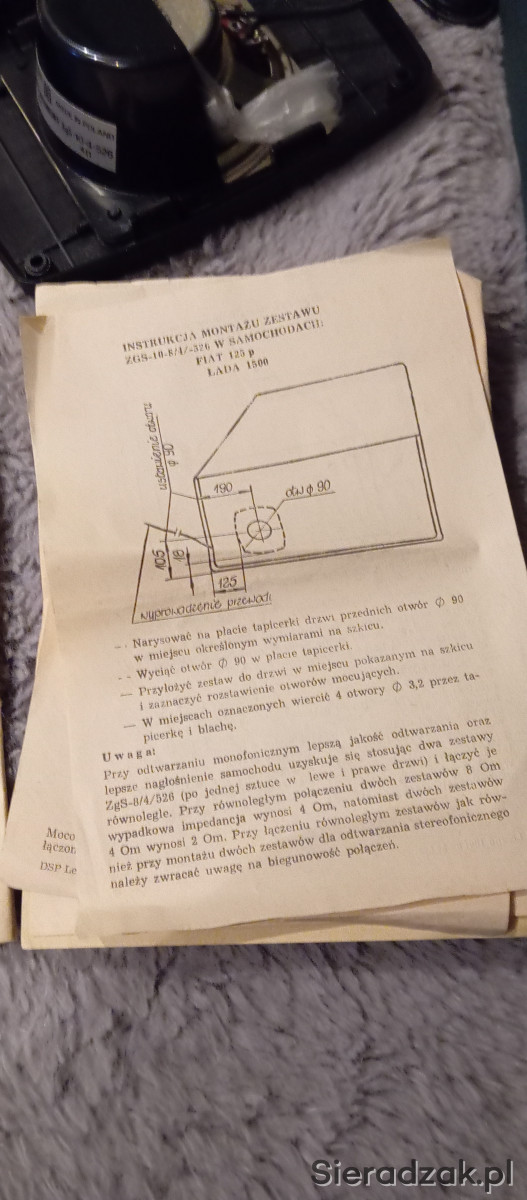 MADE IN POLAND
INSTRUKCJA MONTAŻU ZESTAWU
ZGS-10-8/4/-526 W SAMOCHODACH:
FIAT 125 p
ŁADA 1500
ustawienie otworu
φ 90
190
otw φ 90
105
18
125
wyprowadzenie przewodu
— Narysować na płacie tapicerki drzwi przednich otwór ∅ 90
w miejscu określonym wymiarami na szkicu.
— Wyciąć otwór ∅ 90 w płacie tapicerki.
— Przyłożyć zestaw do drzwi w miejscu pokazanym na szkicu
i zaznaczyć rozstawienie otworów mocujących.
— W miejscach oznaczonych wiercić 4 otwory ∅ 3,2 przez ta-
picerkę i blachę.
Uwaga!
Przy odtwarzaniu monofonicznym lepszą jakość odtwarzania oraz
lepsze nagłośnienie samochodu uzyskuje się stosując dwa zestawy
ZgS-8/4/526 (po jednej sztuce w lewe i prawe drzwi) i łączyć je
równolegle. Przy równoległym połączeniu dwóch zestawów 8 Om
wypadkowa impedancja wynosi 4 Om, natomiast dwóch zestawów
4 Om wynosi 2 Om. Przy łączeniu równoległym zestawów jak rów-
nież przy montażu dwóch zestawów dla odtwarzania stereofonicznego
należy zwracać uwagę na biegunowość połączeń.
Moco
łączon
DSP Le
Sieradzak.pl